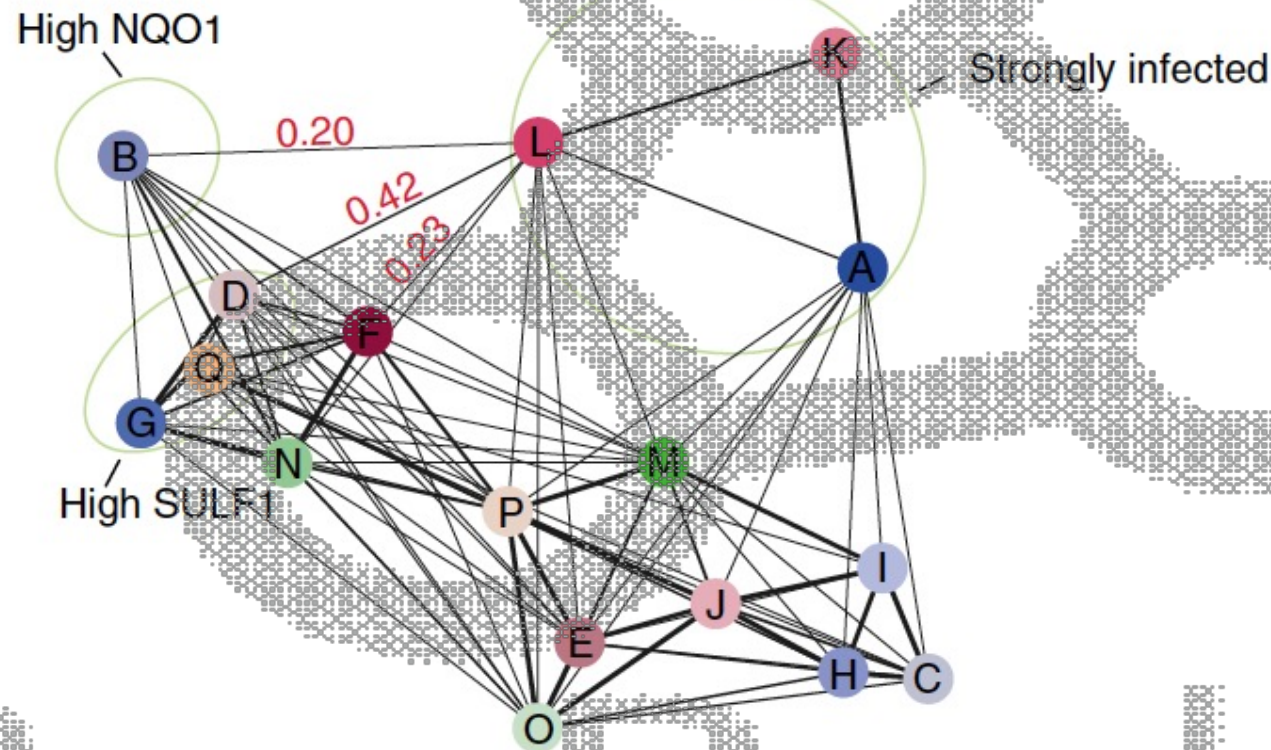 High NQO1
K
Strongly infected
0.20
L
B
0.42
0.23
A
D
F
Q
G
N
M
High SULF1
P
I
J
E
H
C
O